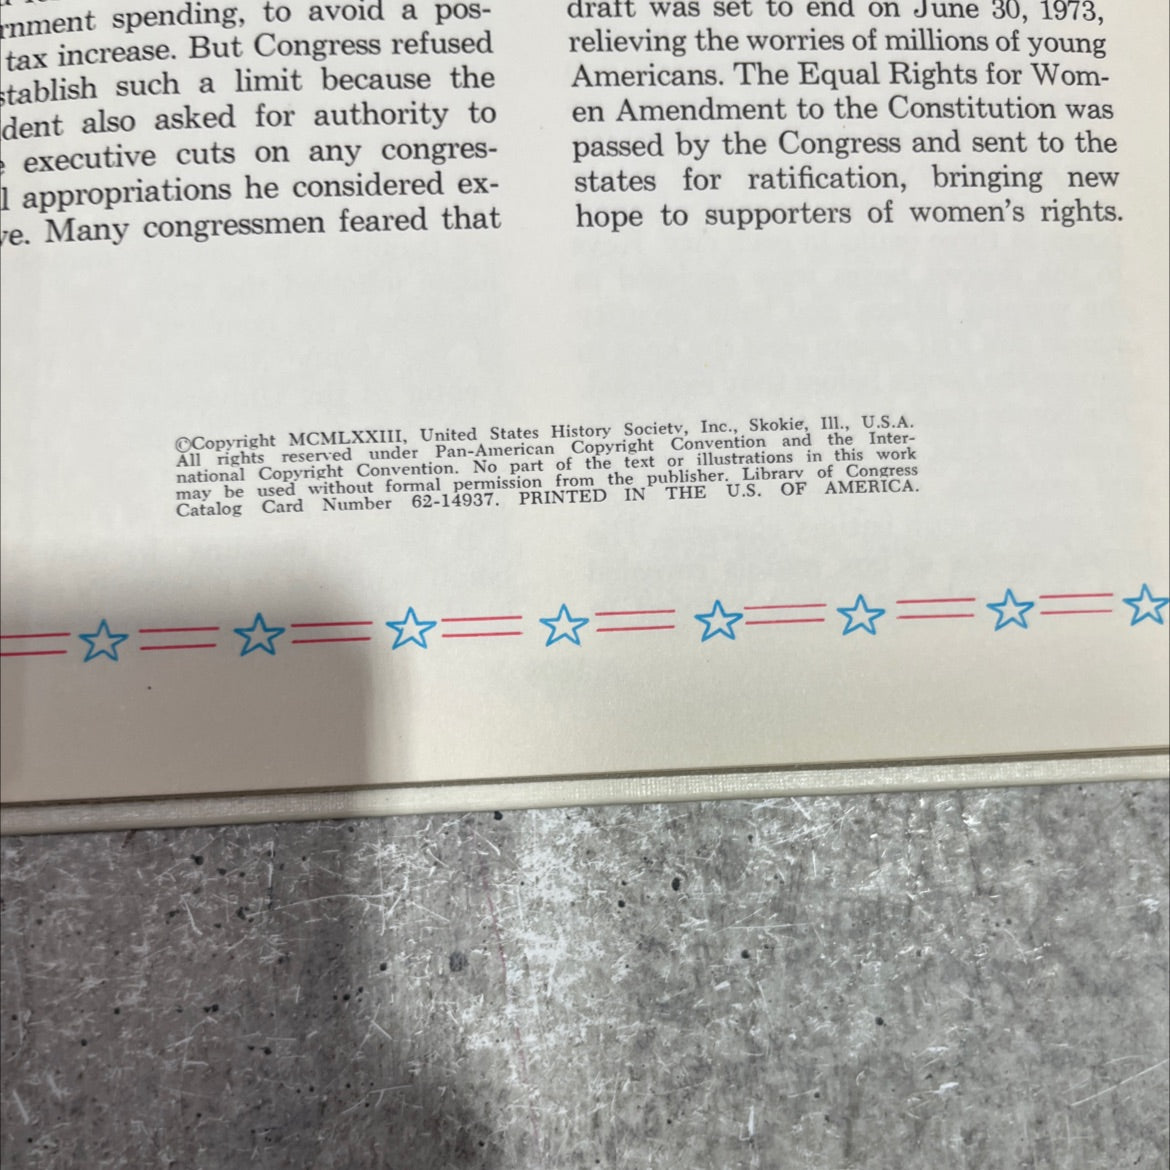 rnment spending, to avoid a pos-
tax increase. But Congress refused
stablish such a limit because the
dent also asked for authority to
executive cuts on any congres-
l appropriations he considered ex-
ve. Many congressmen feared that
draft was set to end on June 30, 1973,
relieving the worries of millions of young
Americans. The Equal Rights for Wom-
en Amendment to the Constitution was
passed by the Congress and sent to the
states for ratification, bringing new
hope to supporters of women's rights.
©Copyright MCMLXXIII, United States History Society, Inc., Skokie, Ill., U.S.A.
All rights reserved under Pan-American Copyright Convention and the Inter-
national Copyright Convention. No part of the text or illustrations in this work
may be used without formal permission from the publisher. Library of Congress
Catalog Card Number 62-14937. PRINTED IN THE U.S. OF AMERICA.